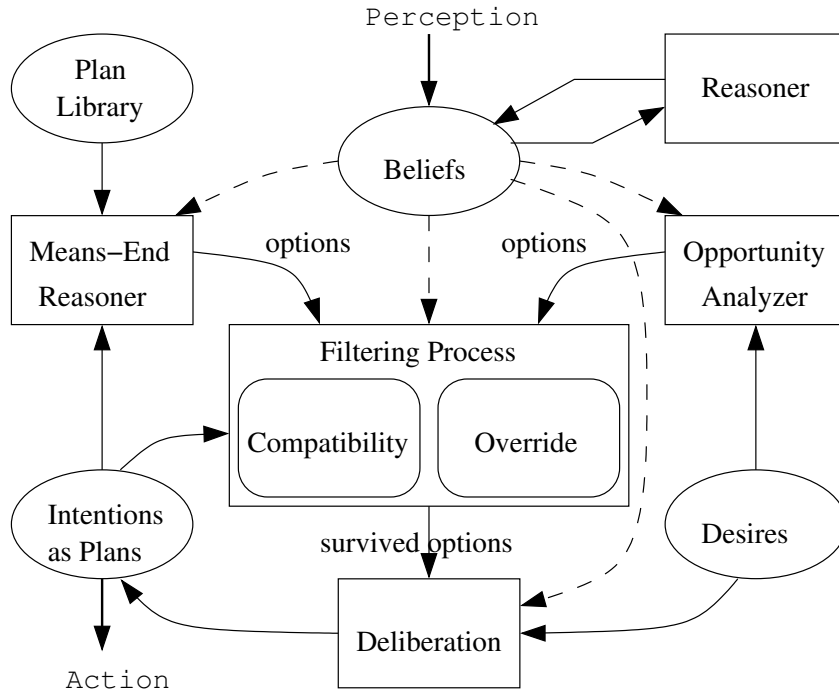 Perception
Plan
Library
Reasoner
Beliefs
options
options
Means−End
Reasoner
Opportunity
Analyzer
Filtering Process
Compatibility
Override
Intentions
as Plans
Desires
survived options
Deliberation
Action